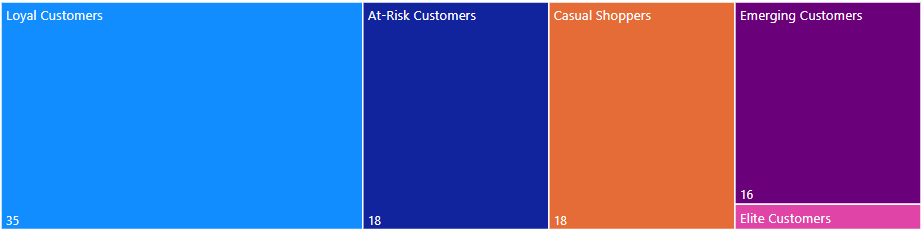 Loyal Customers
35
At-Risk Customers
18
Casual Shoppers
18
Emerging Customers
16
Elite Customers